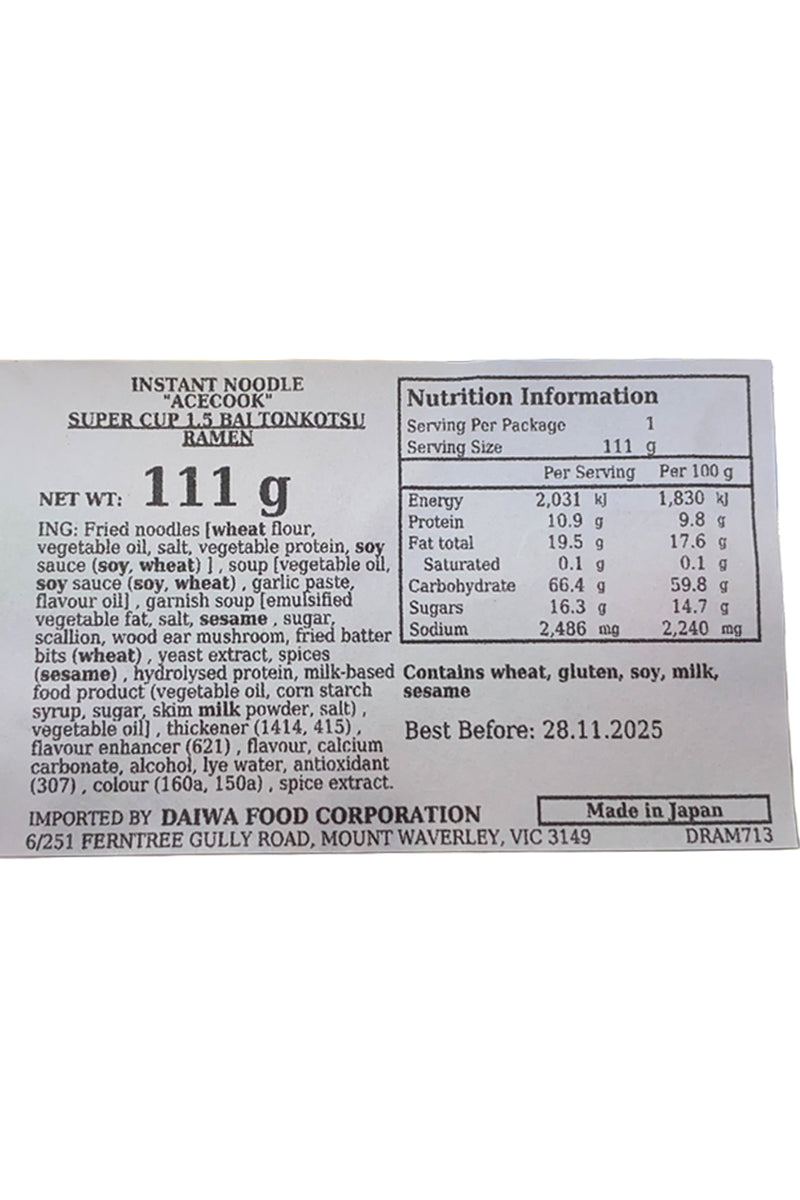 INSTANT NOODLE
"ACECOOK"
SUPER CUP 1.5 BAI TONKOTSU
RAMEN
NET WT: 111 g
ING: Fried noodles [wheat flour,
vegetable oil, salt, vegetable protein, soy
sauce (soy, wheat) ] , soup [vegetable oil,
soy sauce (soy, wheat) , garlic paste,
flavour oil] , garnish soup [emulsified
vegetable fat, salt, sesame , sugar,
scallion, wood ear mushroom, fried batter
bits (wheat) , yeast extract, spices
(sesame) , hydrolysed protein, milk-based
food product (vegetable oil, corn starch
syrup, sugar, skim milk powder, salt) ,
vegetable oil] , thickener (1414, 415) ,
flavour enhancer (621) , flavour, calcium
carbonate, alcohol, lye water, antioxidant
(307) , colour (160a, 150a) , spice extract.
Nutrition Information
Serving Per Package 1
Serving Size 111 g
Per Serving Per 100 g
Energy 2,031 kJ 1,830 kJ
Protein 10.9 g 9.8 g
Fat total 19.5 g 17.6 g
Saturated 0.1 g 0.1 g
Carbohydrate 66.4 g 59.8 g
Sugars 16.3 g 14.7 g
Sodium 2,486 mg 2,240 mg
Contains wheat, gluten, soy, milk,
sesame
Best Before: 28.11.2025
IMPORTED BY DAIWA FOOD CORPORATION
6/251 FERNTREE GULLY ROAD, MOUNT WAVERLEY, VIC 3149
Made in Japan
DRAM713